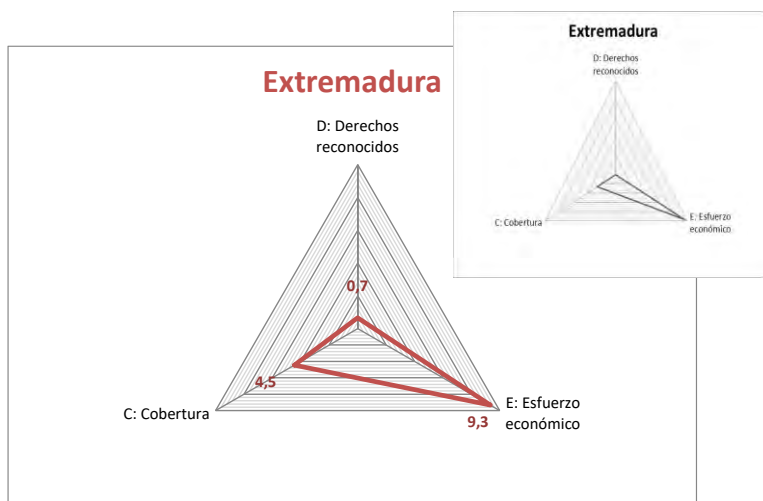 Extremadura
D: Derechos
reconocidos
0,7
4,5
C: Cobertura
E: Esfuerzo
económico
9,3
Extremadura
D: Derechos
reconocidos
C: Cobertura
E: Esfuerzo
económico